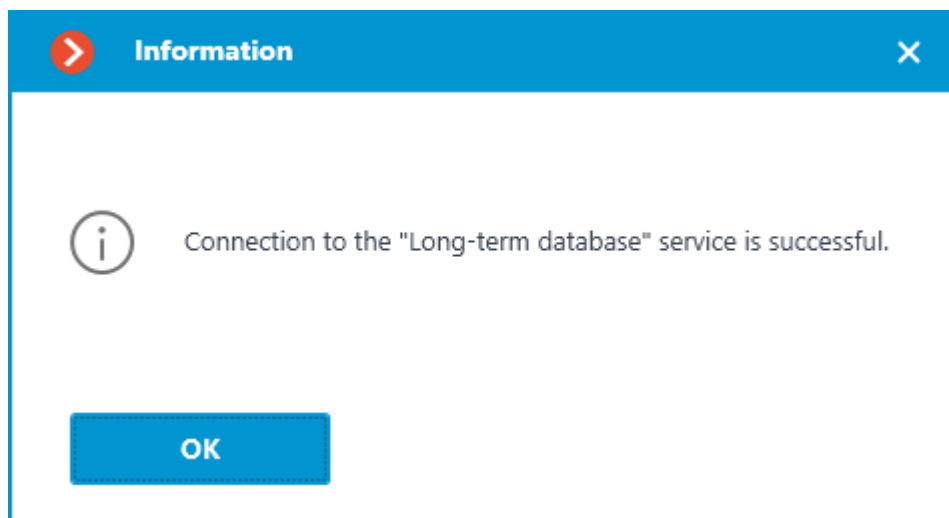 Information
Connection to the "Long-term database" service is successful.
OK